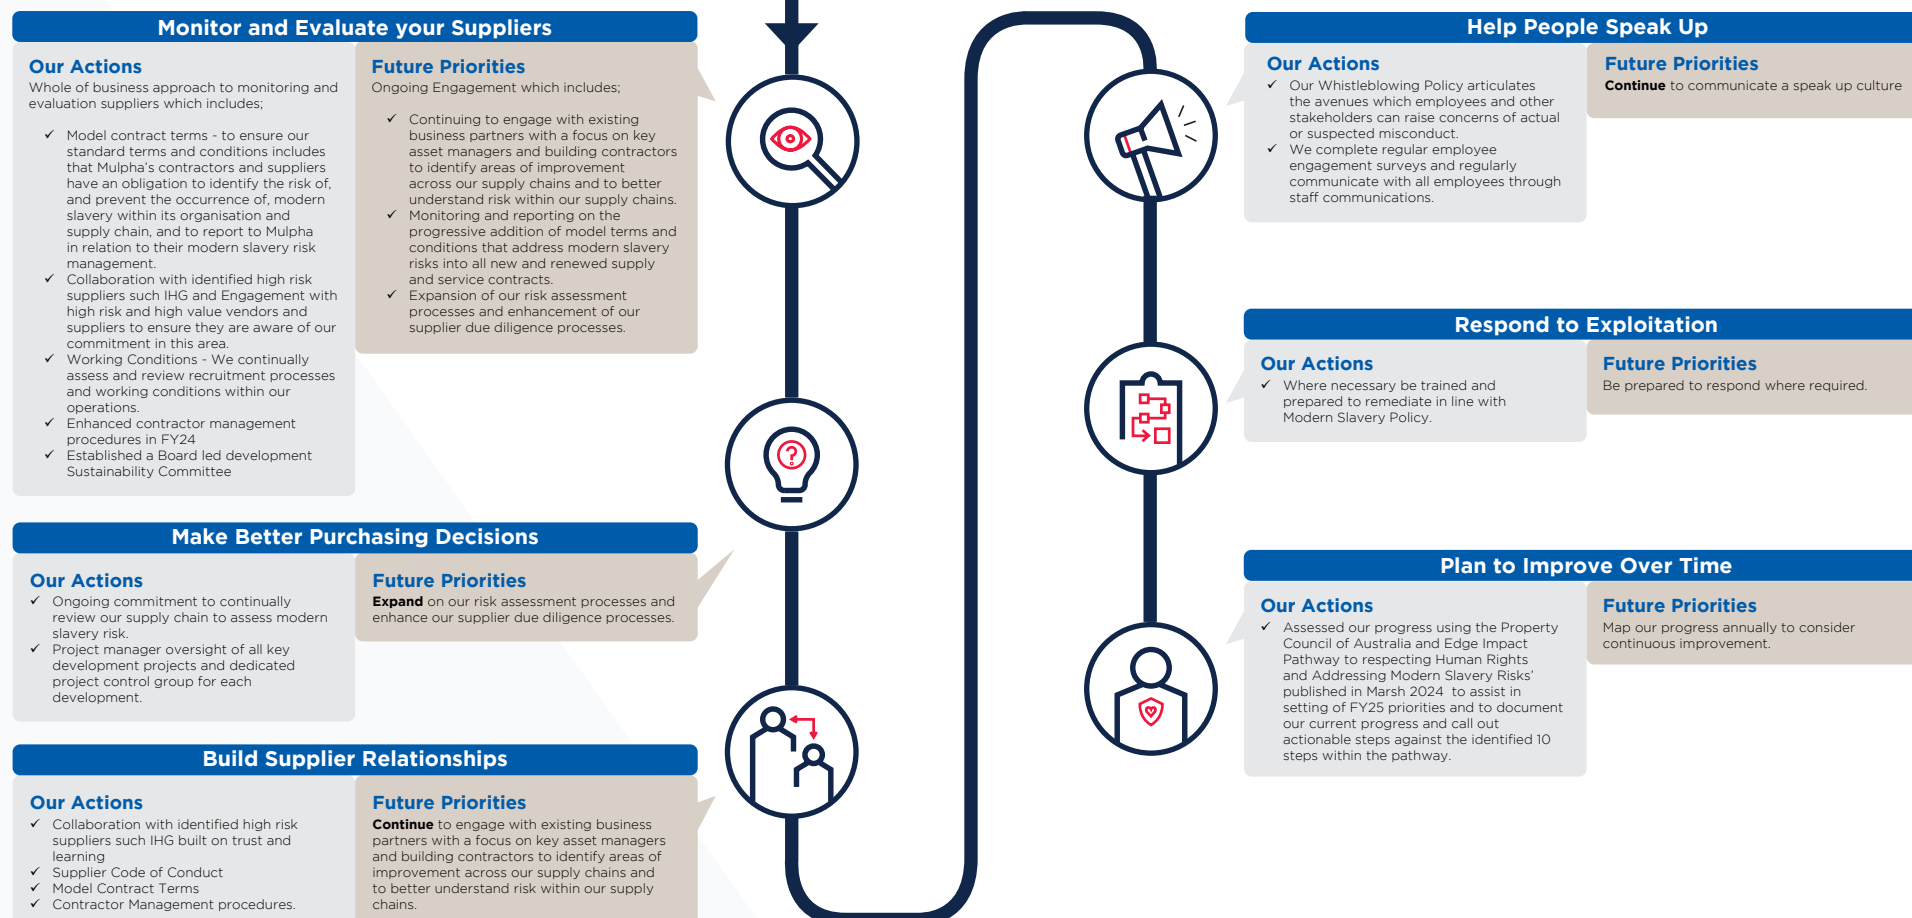 Monitor and Evaluate your Suppliers
Our Actions
Whole of business approach to monitoring and
evaluation suppliers which includes;
✓ Model contract terms - to ensure our
standard terms and conditions includes
that Mulpha's contractors and suppliers
have an obligation to identify the risk of,
and prevent the occurrence of, modern
slavery within its organisation and
supply chain, and to report to Mulpha
in relation to their modern slavery risk
management.
✓ Collaboration with identified high risk
suppliers such IHG and Engagement with
high risk and high value vendors and
suppliers to ensure they are aware of our
commitment in this area.
✓ Working Conditions - We continually
assess and review recruitment processes
and working conditions within our
operations.
✓ Enhanced contractor management
procedures in FY24
✓ Established a Board led development
Sustainability Committee
Future Priorities
Ongoing Engagement which includes;
✓ Continuing to engage with existing
business partners with a focus on key
asset managers and building contractors
to identify areas of improvement
across our supply chains and to better
understand risk within our supply chains.
✓ Monitoring and reporting on the
progressive addition of model terms and
conditions that address modern slavery
risks into all new and renewed supply
and service contracts.
✓ Expansion of our risk assessment
processes and enhancement of our
supplier due diligence processes.
Make Better Purchasing Decisions
Our Actions
✓ Ongoing commitment to continually
review our supply chain to assess modern
slavery risk.
✓ Project manager oversight of all key
development projects and dedicated
project control group for each
development.
Future Priorities
Expand on our risk assessment processes and
enhance our supplier due diligence processes.
Build Supplier Relationships
Our Actions
✓ Collaboration with identified high risk
suppliers such IHG built on trust and
learning
✓ Supplier Code of Conduct
✓ Model Contract Terms
✓ Contractor Management procedures.
Future Priorities
Continue to engage with existing business
partners with a focus on key asset managers
and building contractors to identify areas of
improvement across our supply chains and
to better understand risk within our supply
chains.
?
Help People Speak Up
Our Actions
✓ Our Whistleblowing Policy articulates
the avenues which employees and other
stakeholders can raise concerns of actual
or suspected misconduct.
✓ We complete regular employee
engagement surveys and regularly
communicate with all employees through
staff communications.
Future Priorities
Continue to communicate a speak up culture
Respond to Exploitation
Our Actions
✓ Where necessary be trained and
prepared to remediate in line with
Modern Slavery Policy.
Future Priorities
Be prepared to respond where required.
Plan to Improve Over Time
Our Actions
✓ Assessed our progress using the Property
Council of Australia and Edge Impact
Pathway to respecting Human Rights
and Addressing Modern Slavery Risks'
published in Marsh 2024 to assist in
setting of FY25 priorities and to document
our current progress and call out
actionable steps against the identified 10
steps within the pathway.
Future Priorities
Map our progress annually to consider
continuous improvement.